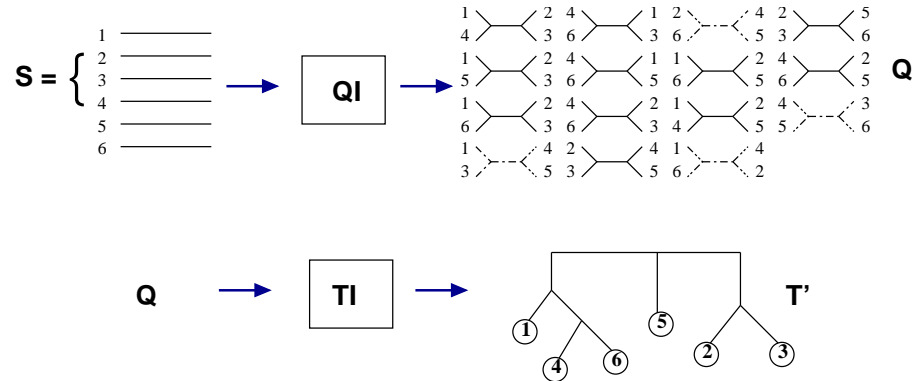 S = {
1
2
3
4
5
6
QI
1 2 4 1 2 4 2 5
4 3 6 3 6 5 3 6
1 2 4 1 1 2 4 2
5 3 6 5 6 5 6 5
1 2 4 2 1 2 4 3
6 3 6 3 4 5 5 6
1 4 2 4 1 4
3 5 3 5 6 2
Q
Q
TI
1 4 6 5 2 3
T'